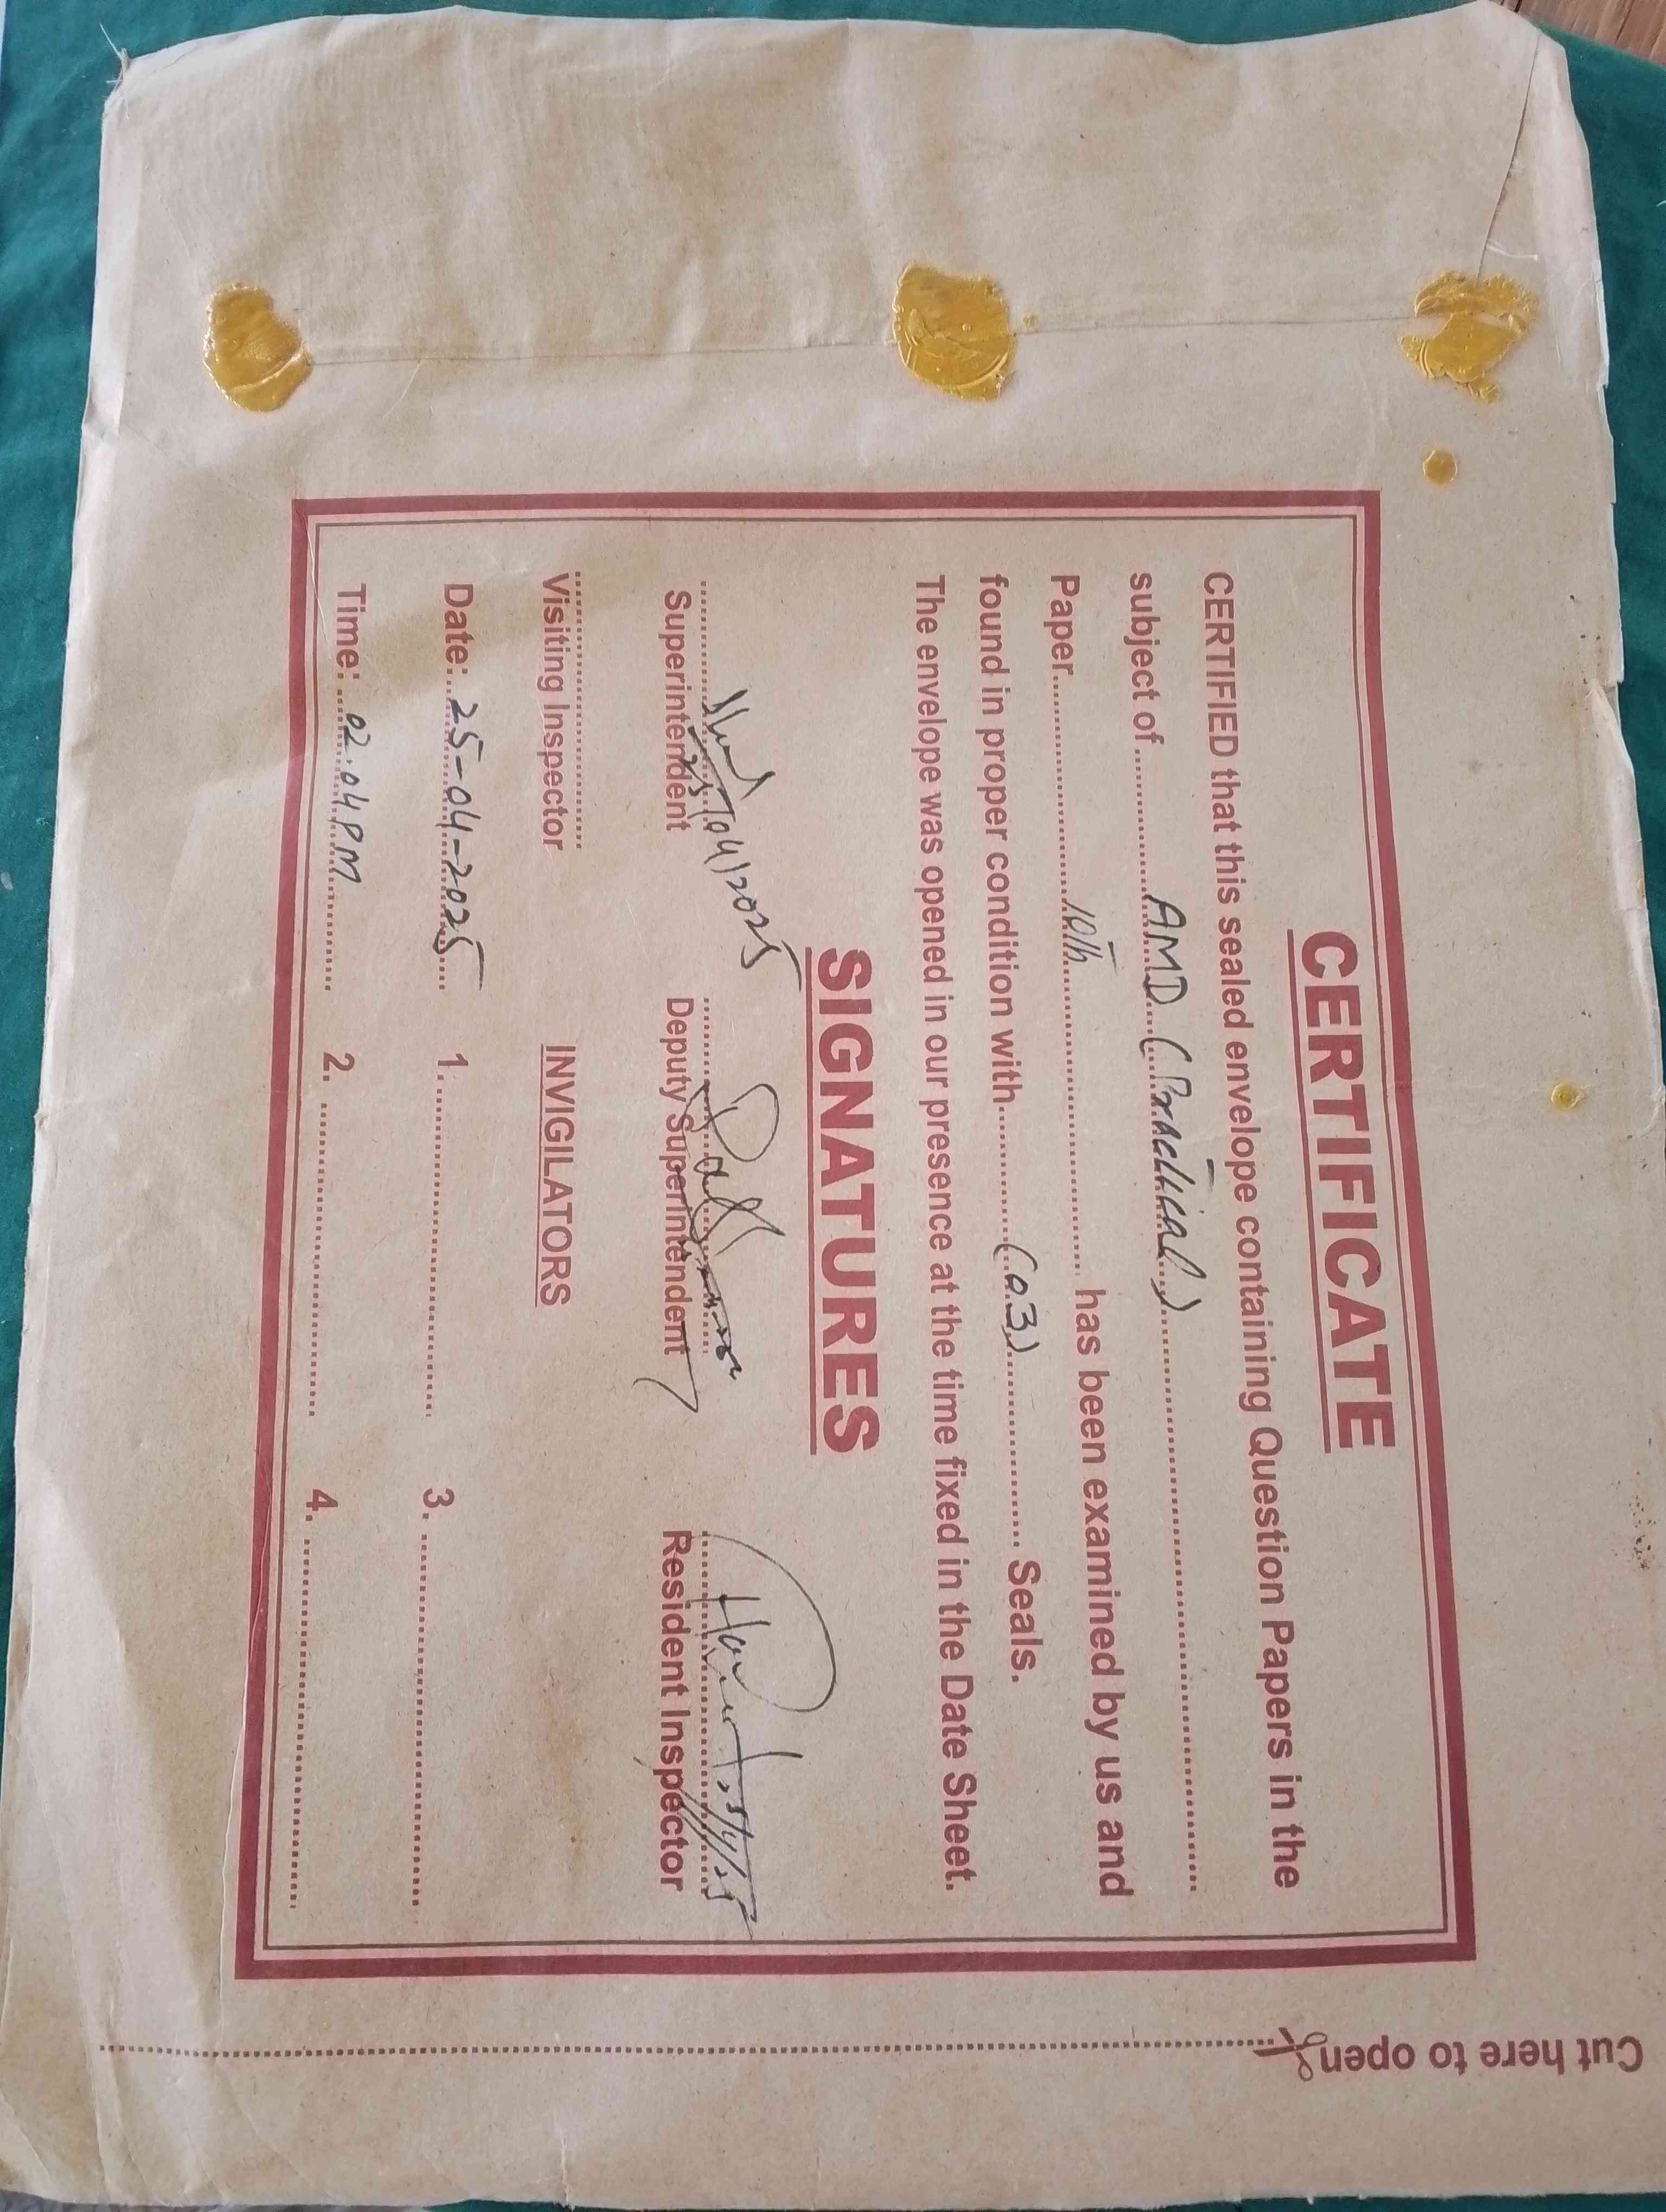 CERTIFICATE
CERTIFIED that this sealed envelope containing Question Papers in the
subject of AMD (Practical)
Paper 10th has been examined by us and
found in proper condition with (03) Seals.
The envelope was opened in our presence at the time fixed in the Date Sheet.
SIGNATURES
25/04/2025
Superintendent Deputy Superintendent Resident Inspector
Visiting Inspector INVIGILATORS
Date: 25-04-2025 1. 3.
Time: 02.04 PM 2. 4.
Cut here to open